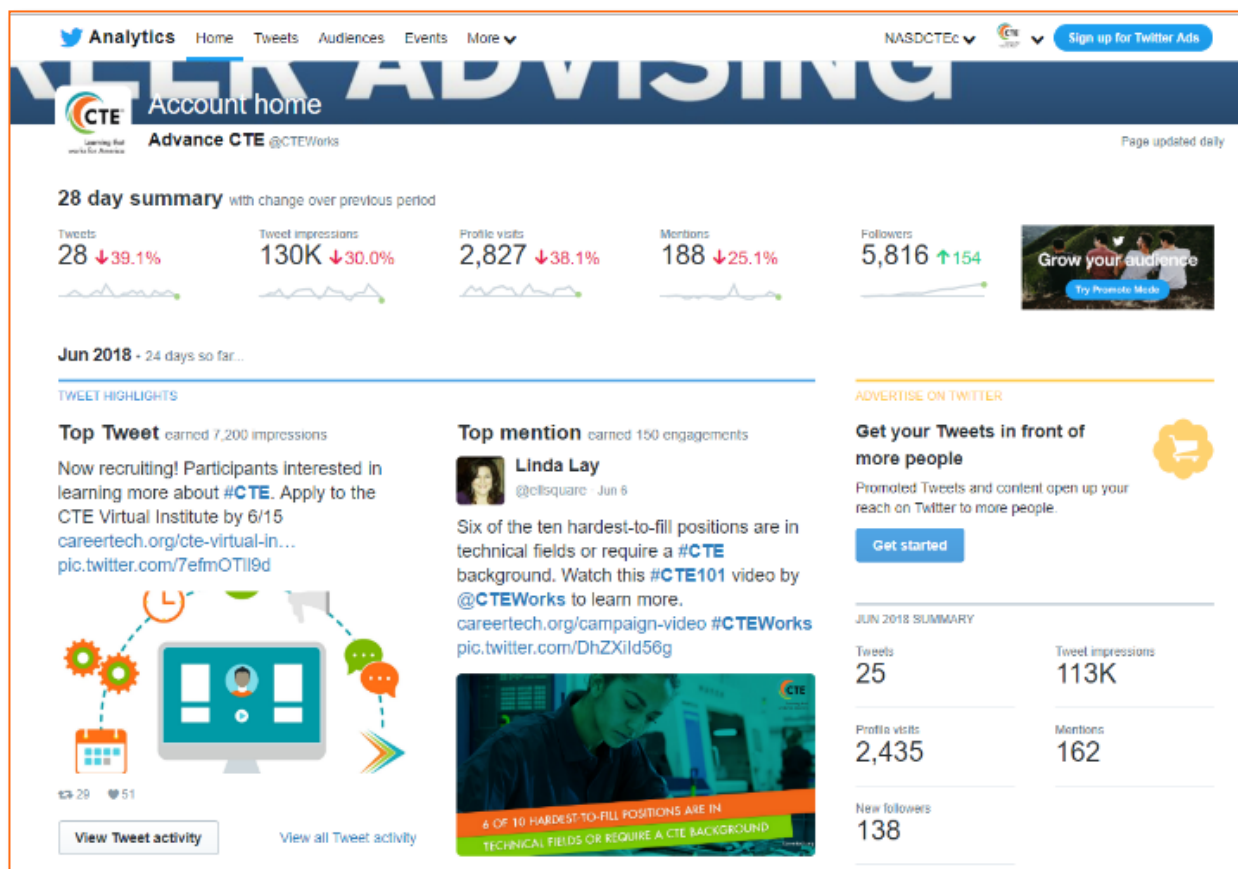 Analytics Home Tweets Audiences Events More NASDCTEc Sign up for Twitter Ads
REER ADVISING
CTE
Learning that
works for America
Account home
Advance CTE @CTEWorks
Page updated daily
28 day summary with change over previous period
Tweets
28 ↓39.1%
Tweet impressions
130K ↓30.0%
Profile visits
2,827 ↓38.1%
Mentions
188 ↓25.1%
Followers
5,816 ↑154
Grow your audience
Try Promote Mode
Jun 2018 - 24 days so far...
TWEET HIGHLIGHTS
Top Tweet earned 7,200 impressions
Now recruiting! Participants interested in
learning more about #CTE. Apply to the
CTE Virtual Institute by 6/15
careertech.org/cte-virtual-in…
pic.twitter.com/7efmOTIl9d
29 51
View Tweet activity
View all Tweet activity
Top mention earned 150 engagements
Linda Lay
@ellsquare · Jun 6
Six of the ten hardest-to-fill positions are in
technical fields or require a #CTE
background. Watch this #CTE101 video by
@CTEWorks to learn more.
careertech.org/campaign-video #CTEWorks
pic.twitter.com/DhZXiId56g
CTE
6 OF 10 HARDEST-TO-FILL POSITIONS ARE IN
TECHNICAL FIELDS OR REQUIRE A CTE BACKGROUND
ADVERTISE ON TWITTER
Get your Tweets in front of
more people
Promoted Tweets and content open up your
reach on Twitter to more people.
Get started
JUN 2018 SUMMARY
Tweets
25
Tweet impressions
113K
Profile visits
2,435
Mentions
162
New followers
138